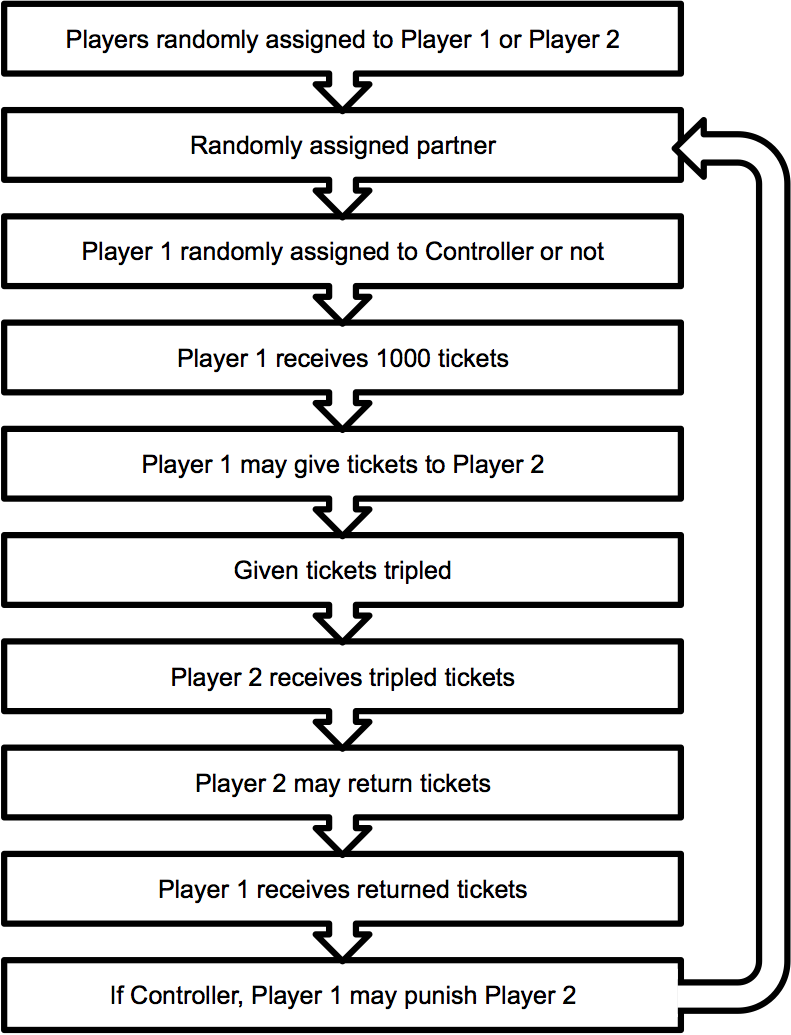 Players randomly assigned to Player 1 or Player 2
Randomly assigned partner
Player 1 randomly assigned to Controller or not
Player 1 receives 1000 tickets
Player 1 may give tickets to Player 2
Given tickets tripled
Player 2 receives tripled tickets
Player 2 may return tickets
Player 1 receives returned tickets
If Controller, Player 1 may punish Player 2